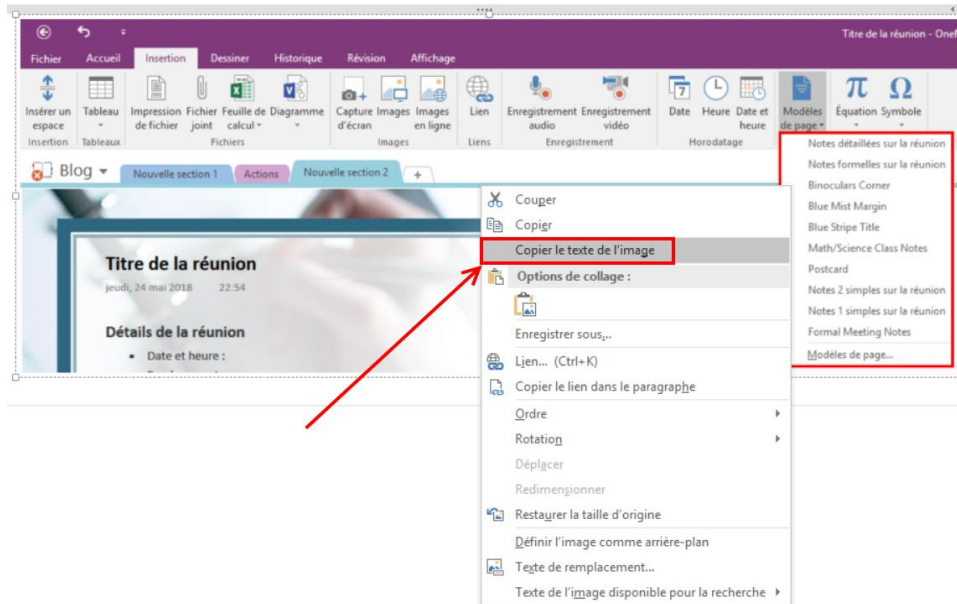 Titre de la réunion - OneN
Fichier Accueil Insertion Dessiner Historique Révision Affichage
Insérer un espace
Tableau
Impression de fichier
Fichier joint
Feuille de calcul
Diagramme
Capture d'écran
Images
Images en ligne
Lien
Enregistrement audio
Enregistrement vidéo
7
Date
Heure
Date et heure
Modèles de page
π
Équation
Ω
Symbole
Insertion Tableaux Fichiers Images Liens Enregistrement Horodatage
Blog Nouvelle section 1 Actions Nouvelle section 2 +
Titre de la réunion
jeudi, 24 mai 2018 22:54
Détails de la réunion
Date et heure :
Couper
Copier
Copier le texte de l'image
Options de collage :
Enregistrer sous...
Lien... (Ctrl+K)
Copier le lien dans le paragraphe
Ordre
Rotation
Déplacer
Redimensionner
Restaurer la taille d'origine
Définir l'image comme arrière-plan
Texte de remplacement...
Texte de l'image disponible pour la recherche
Notes détaillées sur la réunion
Notes formelles sur la réunion
Binoculars Corner
Blue Mist Margin
Blue Stripe Title
Math/Science Class Notes
Postcard
Notes 2 simples sur la réunion
Notes 1 simples sur la réunion
Formal Meeting Notes
Modèles de page...